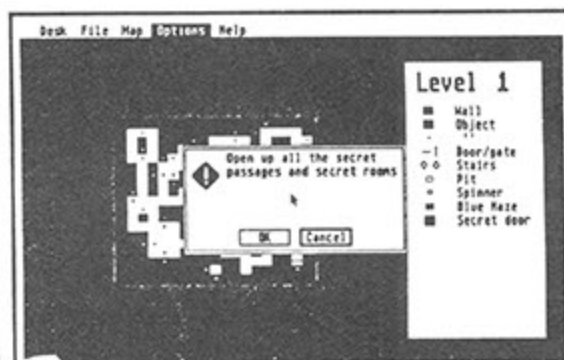 Desk File Map Options Help
Level 1
Wall
Object
Door/gate
Stairs
Pit
Spinner
Blue Maze
Secret door
Open up all the secret
passages and secret rooms
OK Cancel